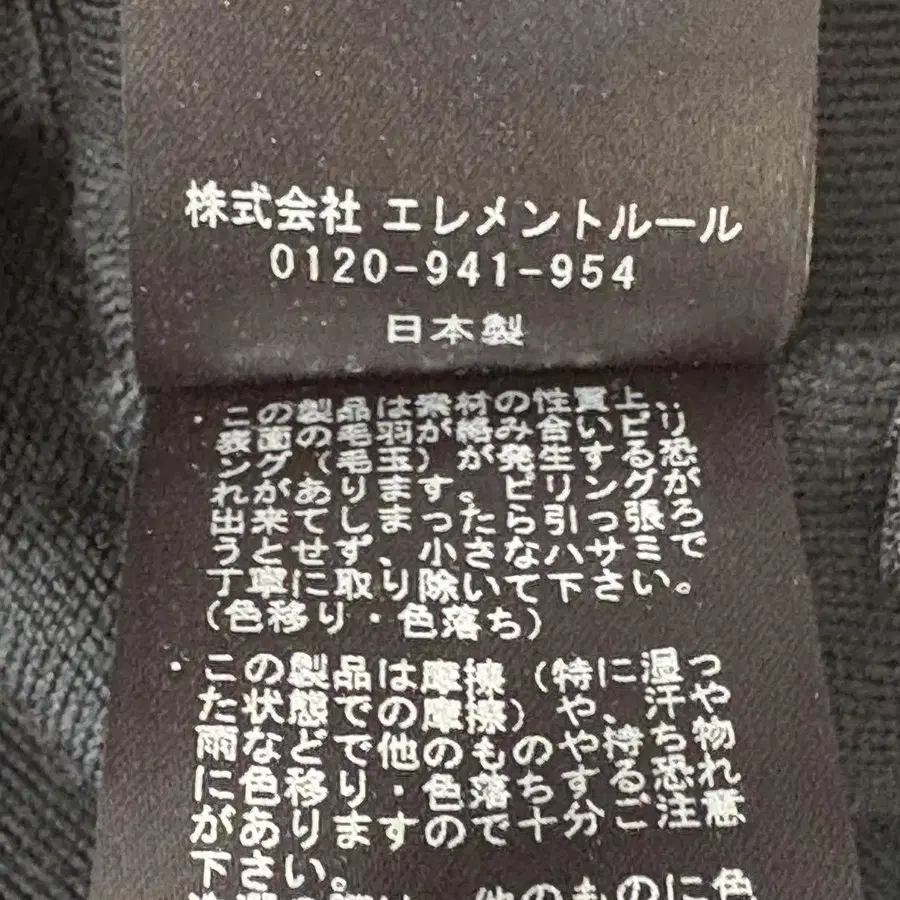 株式会社 エレメントルール
0120-941-954
日本製
・この製品は素材の性質上、
表面の毛羽が絡み合いピリ
ング(毛玉)が発生する恐
れがあります。ピリングが
出来てしまったら引っ張ろ
うとせず、小さなハサミで
丁寧に取り除いて下さい。
(色移り・色落ち)
・この製品は摩擦(特に湿っ
た状態での摩擦)や、汗や
雨などで他のもの や持ち物
に色移り・色落ちする恐れ
がありますので十分ご注意
下さい。
他のものに色